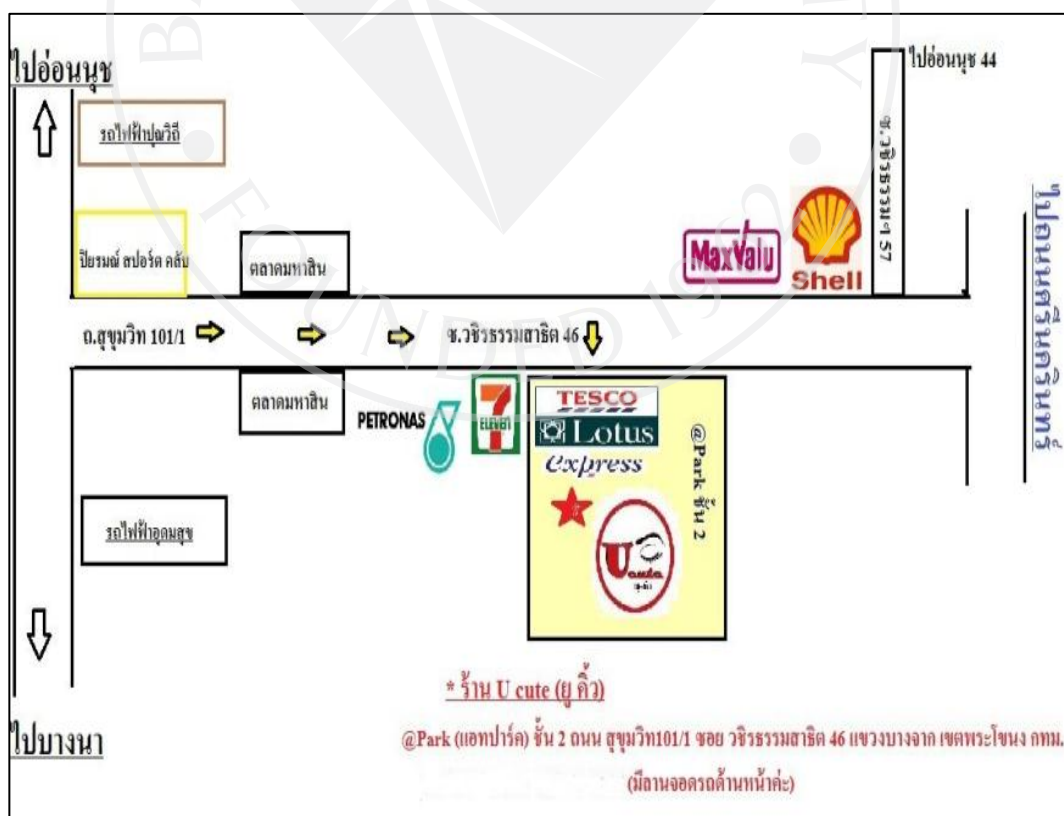 ไปอ่อนนุช
รถไฟฟ้าปุณวิถี
ไปอ่อนนุช 44
ซ.วชิรธรรมฯ 57
ปิยรมณ์ สปอร์ต คลับ
ตลาดมหาสิน
MaxValu
Shell
ไปถนนศรีนครินทร์
ถ.สุขุมวิท 101/1
ซ.วชิรธรรมสาธิต 46
ตลาดมหาสิน
PETRONAS
7
ELEVEN
TESCO
Lotus
express
@Park ชั้น 2
U cute
รถไฟฟ้าอุดมสุข
ไปบางนา
* ร้าน U cute (ยู คิ้ว)
@Park (แอทปาร์ค) ชั้น 2 ถนน สุขุมวิท101/1 ซอย วชิรธรรมสาธิต 46 แขวงบางจาก เขตพระโขนง กทม.
(มีลานจอดรถด้านหน้าค่ะ)
FOUNDED 1962